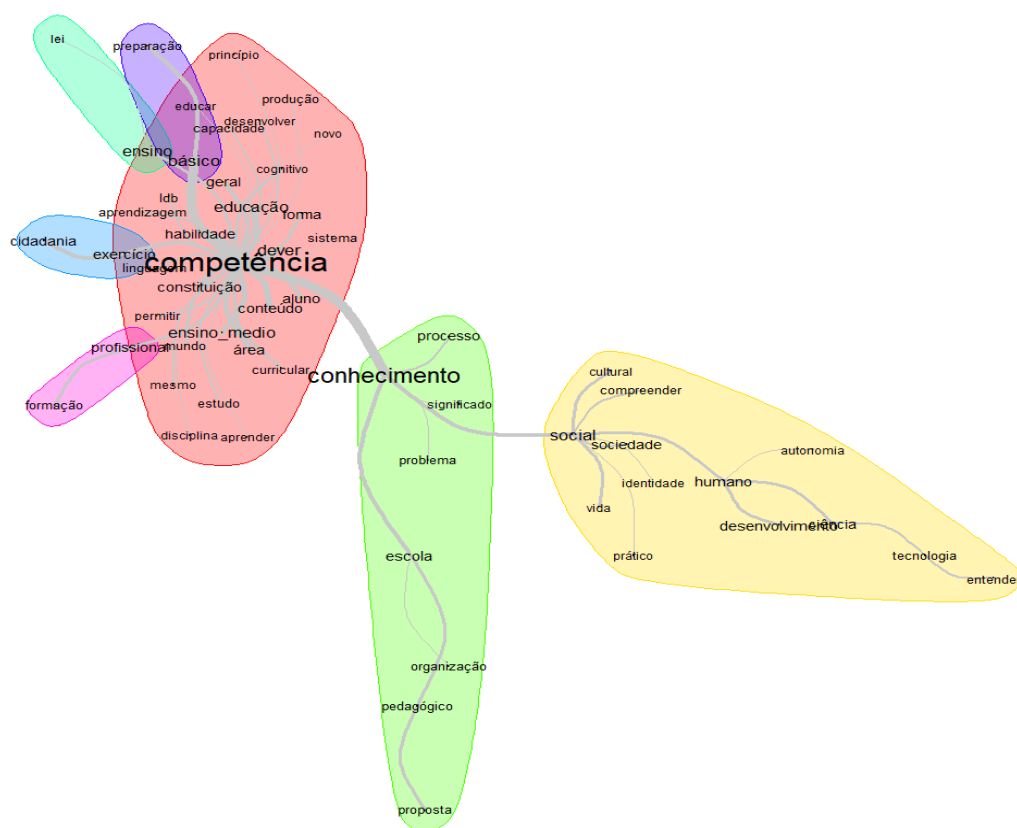 lei
preparação
princípio
produção
educar
desenvolver
capacidade
novo
ensino
básico
cognitivo
geral
ldb
educação
aprendizagem
forma
habilidade
sistema
cidadania
exercício
dever
competência
linguagem
constituição
aluno
conteúdo
permitir
ensino_medio
profissional
mundo
área
curricular
mesmo
estudo
formação
disciplina
aprender
processo
conhecimento
significado
problema
escola
organização
pedagógico
proposta
cultural
compreender
social
sociedade
autonomia
identidade
humano
vida
desenvolvimento
ciência
prático
tecnologia
entende